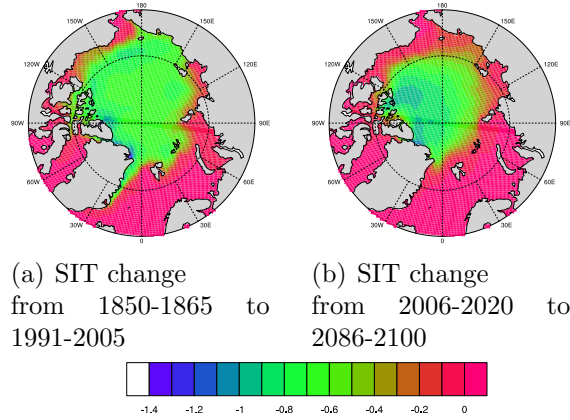 180
150W
150E
120W
120E
90W
90E
60W
60E
30W
30E
0
180
150W
150E
120W
120E
90W
90E
60W
60E
30W
30E
0
(a) SIT change
from 1850-1865 to
1991-2005
(b) SIT change
from 2006-2020 to
2086-2100
-1.4 -1.2 -1 -0.8 -0.6 -0.4 -0.2 0